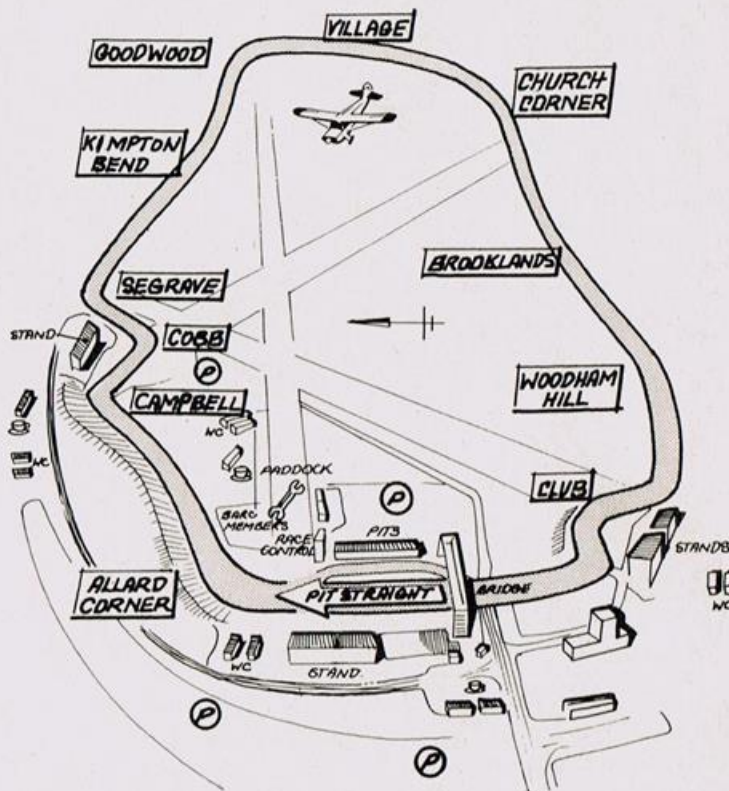 VILLAGE
GOODWOOD
CHURCH
CORNER
KIMPTON
BEND
BROOKLANDS
SEGRAVE
STAND
COBB
P
WOODHAM
HILL
CAMPBELL
WC
WC
PADDOCK
P
CLUB
BARC
MEMBERS
RACE
CONTROL
PITS
STANDS
ALLARD
CORNER
PIT STRAIGHT
BRIDGE
WC
WC
STAND
P
P